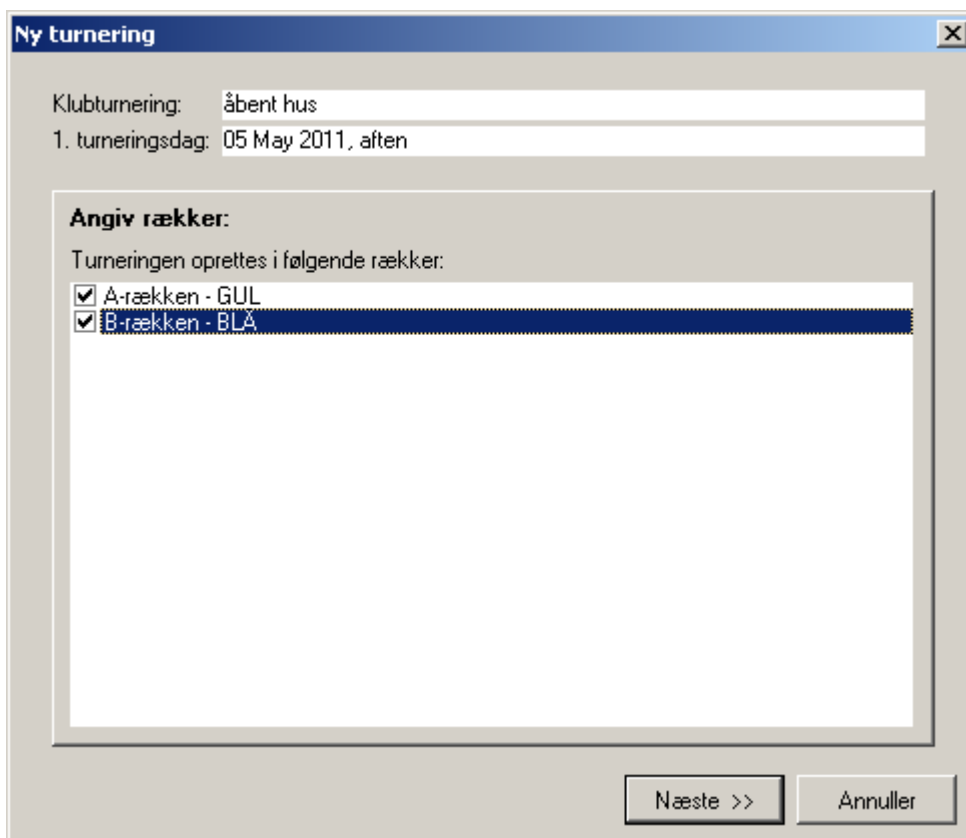 Ny turnering
Klubturnering: åbent hus
1. turneringsdag: 05 May 2011, aften
Angiv rækker:
Turneringen oprettes i følgende rækker:
A-rækken - GUL
B-rækken - BLÅ
Næste >> Annuller